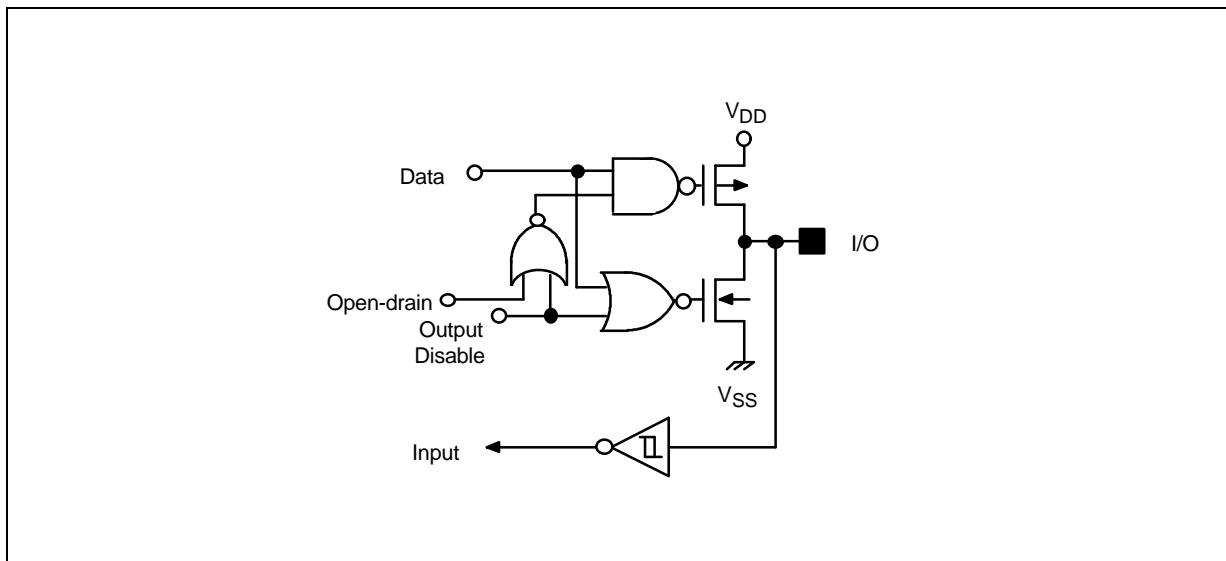 VDD
Data
I/O
Open-drain
Output
Disable
VSS
Input